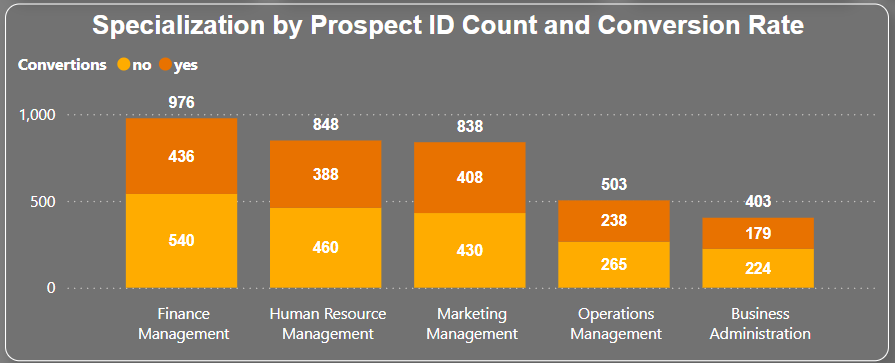 Specialization by Prospect ID Count and Conversion Rate
Convertions no yes
1,000
500
0
976
436
540
848
388
460
838
408
430
503
238
265
403
179
224
Finance
Management
Human Resource
Management
Marketing
Management
Operations
Management
Business
Administration